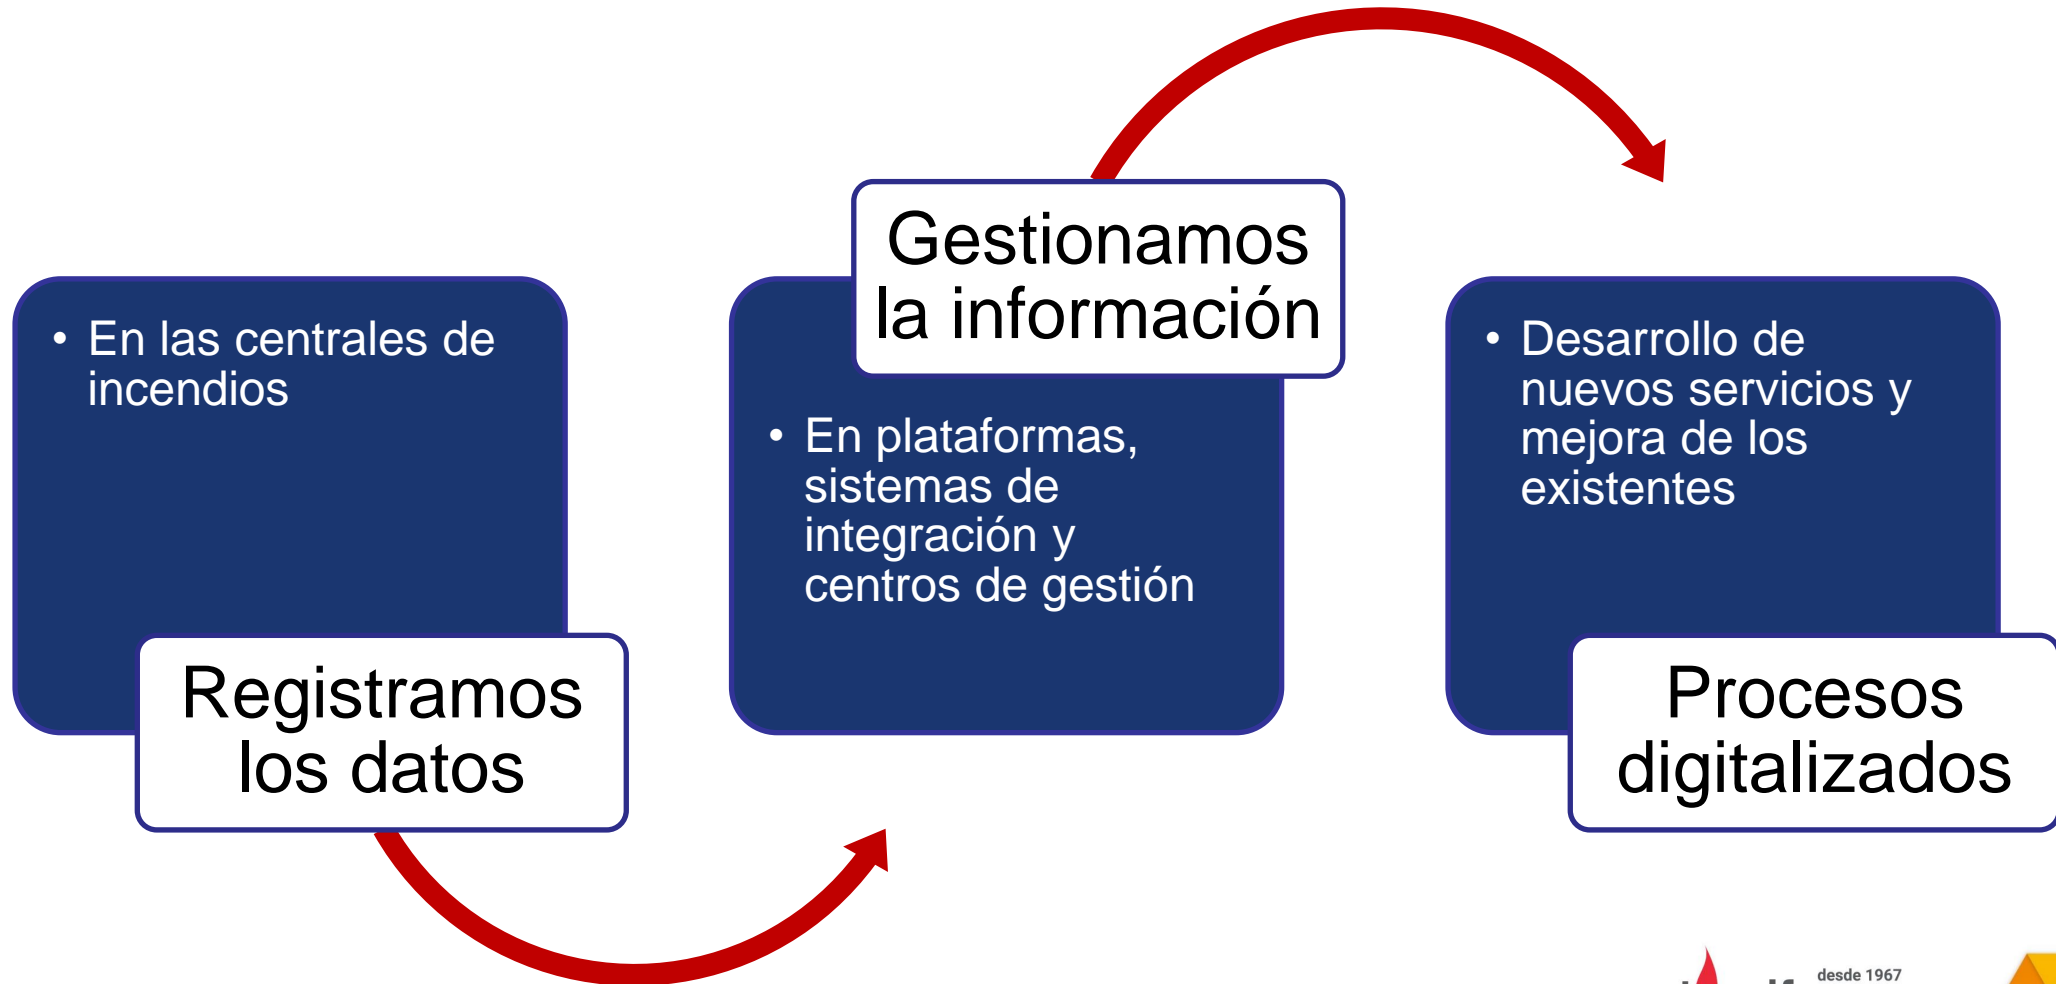 • En las centrales de
incendios
Registramos
los datos
Gestionamos
la información
• En plataformas,
sistemas de
integración y
centros de gestión
• Desarrollo de
nuevos servicios y
mejora de los
existentes
Procesos
digitalizados
desde 1967